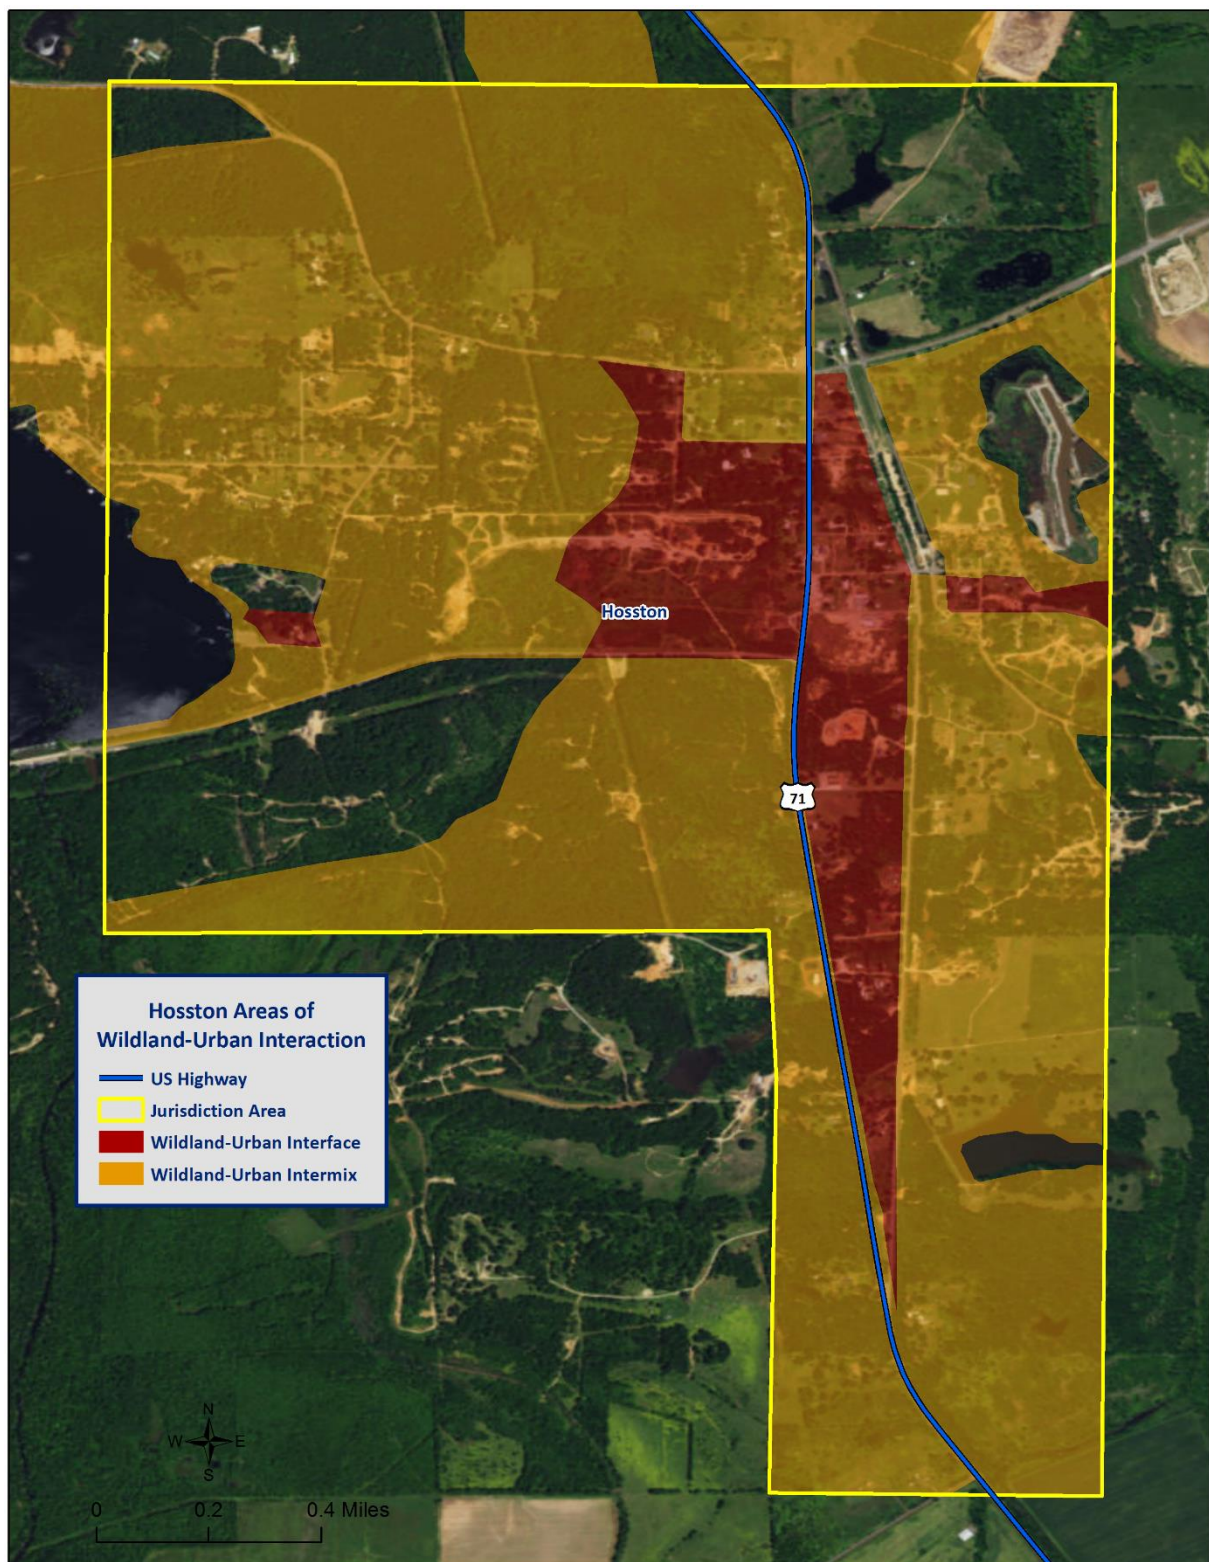 Hosston
71
Hosston Areas of
Wildland-Urban Interaction
US Highway
Jurisdiction Area
Wildland-Urban Interface
Wildland-Urban Intermix
N
W E
S
0 0.2 0.4 Miles